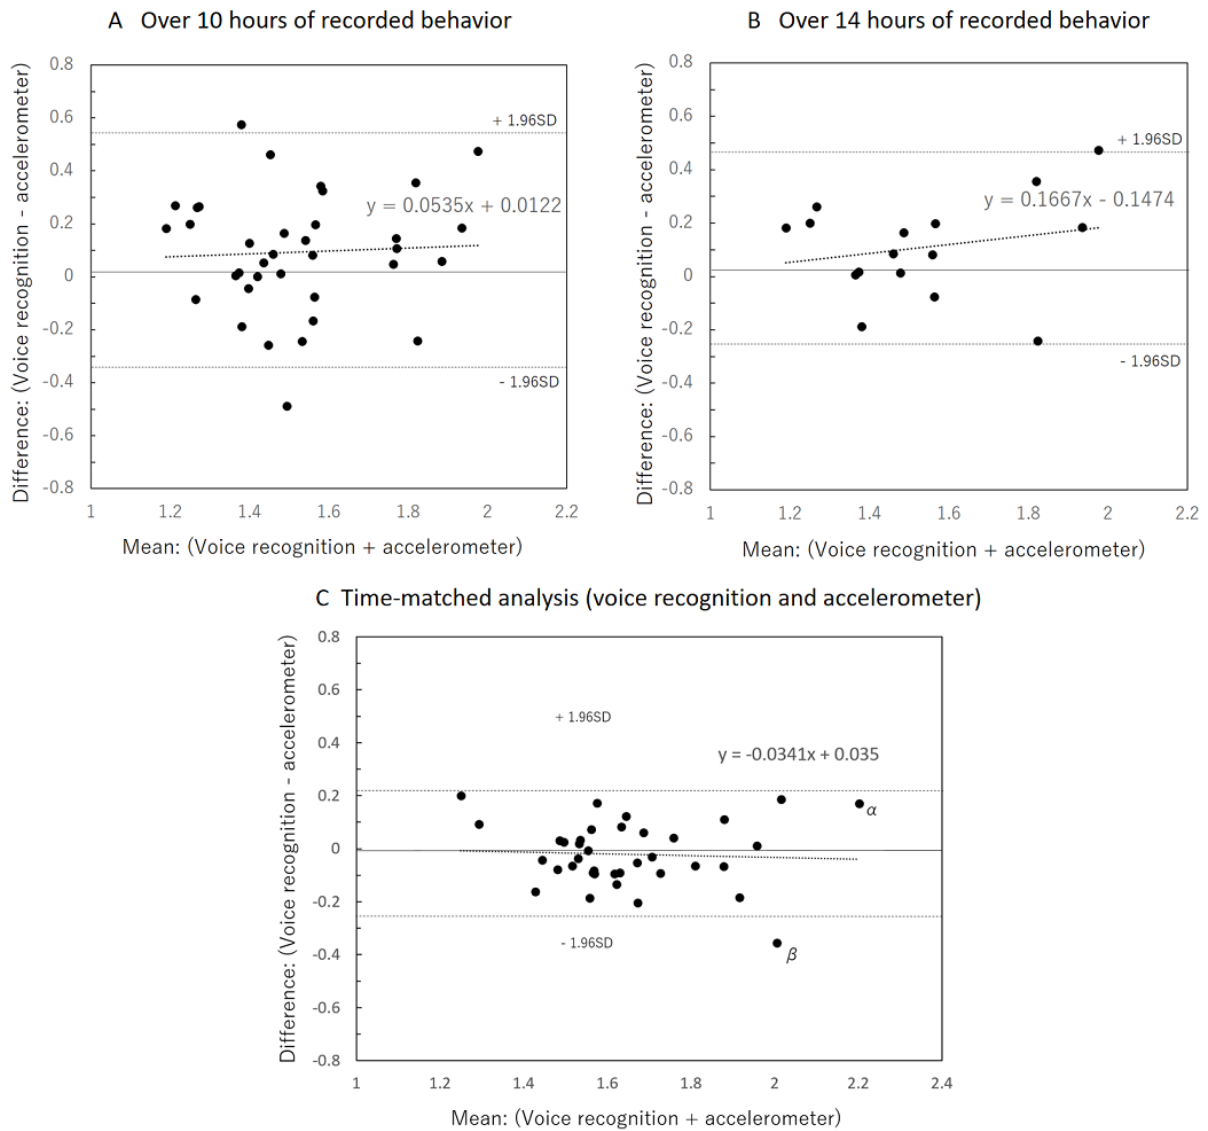 A Over 10 hours of recorded behavior
Difference: (Voice recognition - accelerometer)
0.8
0.6
0.4
0.2
0
-0.2
-0.4
-0.6
-0.8
+ 1.96SD
y = 0.0535x + 0.0122
- 1.96SD
1 1.2 1.4 1.6 1.8 2 2.2
Mean: (Voice recognition + accelerometer)
B Over 14 hours of recorded behavior
Difference: (Voice recognition - accelerometer)
0.8
0.6
0.4
0.2
0
-0.2
-0.4
-0.6
-0.8
+ 1.96SD
y = 0.1667x - 0.1474
- 1.96SD
1 1.2 1.4 1.6 1.8 2 2.2
Mean: (Voice recognition + accelerometer)
C Time-matched analysis (voice recognition and accelerometer)
Difference: (Voice recognition - accelerometer)
0.8
0.6
0.4
0.2
0
-0.2
-0.4
-0.6
-0.8
+ 1.96SD
y = -0.0341x + 0.035
α
- 1.96SD
β
1 1.2 1.4 1.6 1.8 2 2.2 2.4
Mean: (Voice recognition + accelerometer)